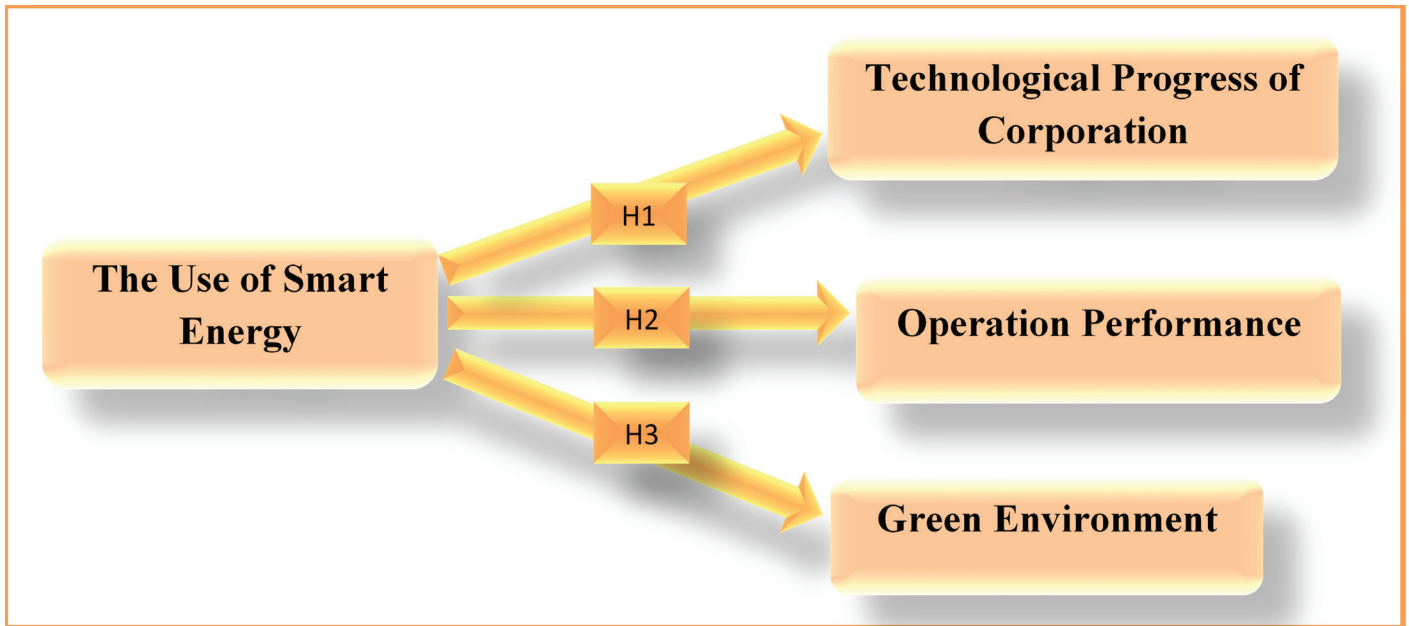 Technological Progress of
Corporation
H1
The Use of Smart
Energy
H2
Operation Performance
H3
Green Environment